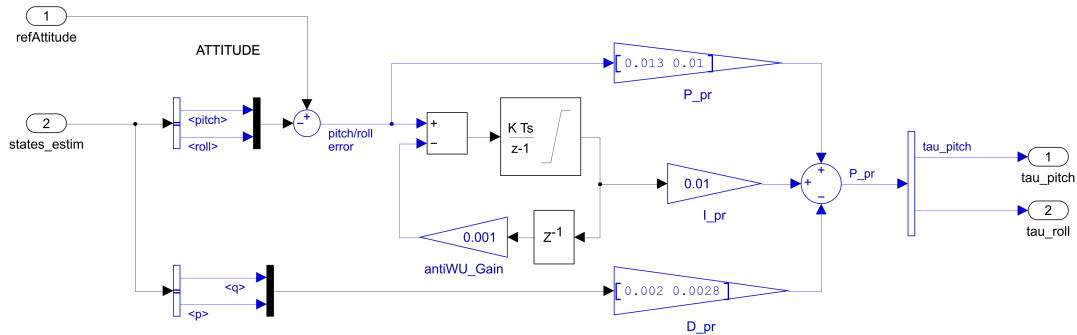 1
refAttitude
ATTITUDE
[ 0.013 0.01 ]
P_pr
2
states_estim
<pitch>
<roll>
+
−
pitch/roll
error
+
−
K Ts
z-1
0.01
I_pr
+
+
−
P_pr
tau_pitch
1
tau_pitch
2
tau_roll
0.001
antiWU_Gain
Z-1
<q>
<p>
[ 0.002 0.0028 ]
D_pr